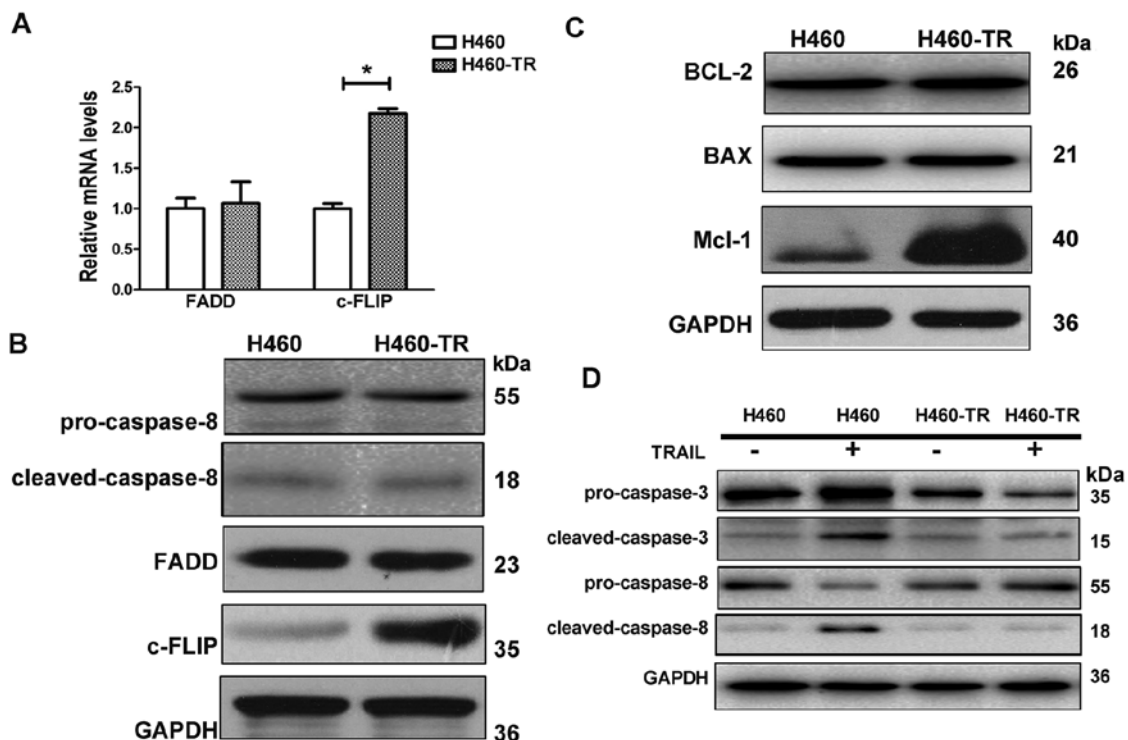 A
H460
H460-TR
*
Relative mRNA levels
2.5
2.0
1.5
1.0
0.5
0.0
FADD c-FLIP
B
H460 H460-TR
kDa
pro-caspase-8 55
cleaved-caspase-8 18
FADD 23
c-FLIP 35
GAPDH 36
C
H460 H460-TR kDa
BCL-2 26
BAX 21
Mcl-1 40
GAPDH 36
D
H460 H460 H460-TR H460-TR
TRAIL - + - +
kDa
pro-caspase-3 35
cleaved-caspase-3 15
pro-caspase-8 55
cleaved-caspase-8 18
GAPDH 36